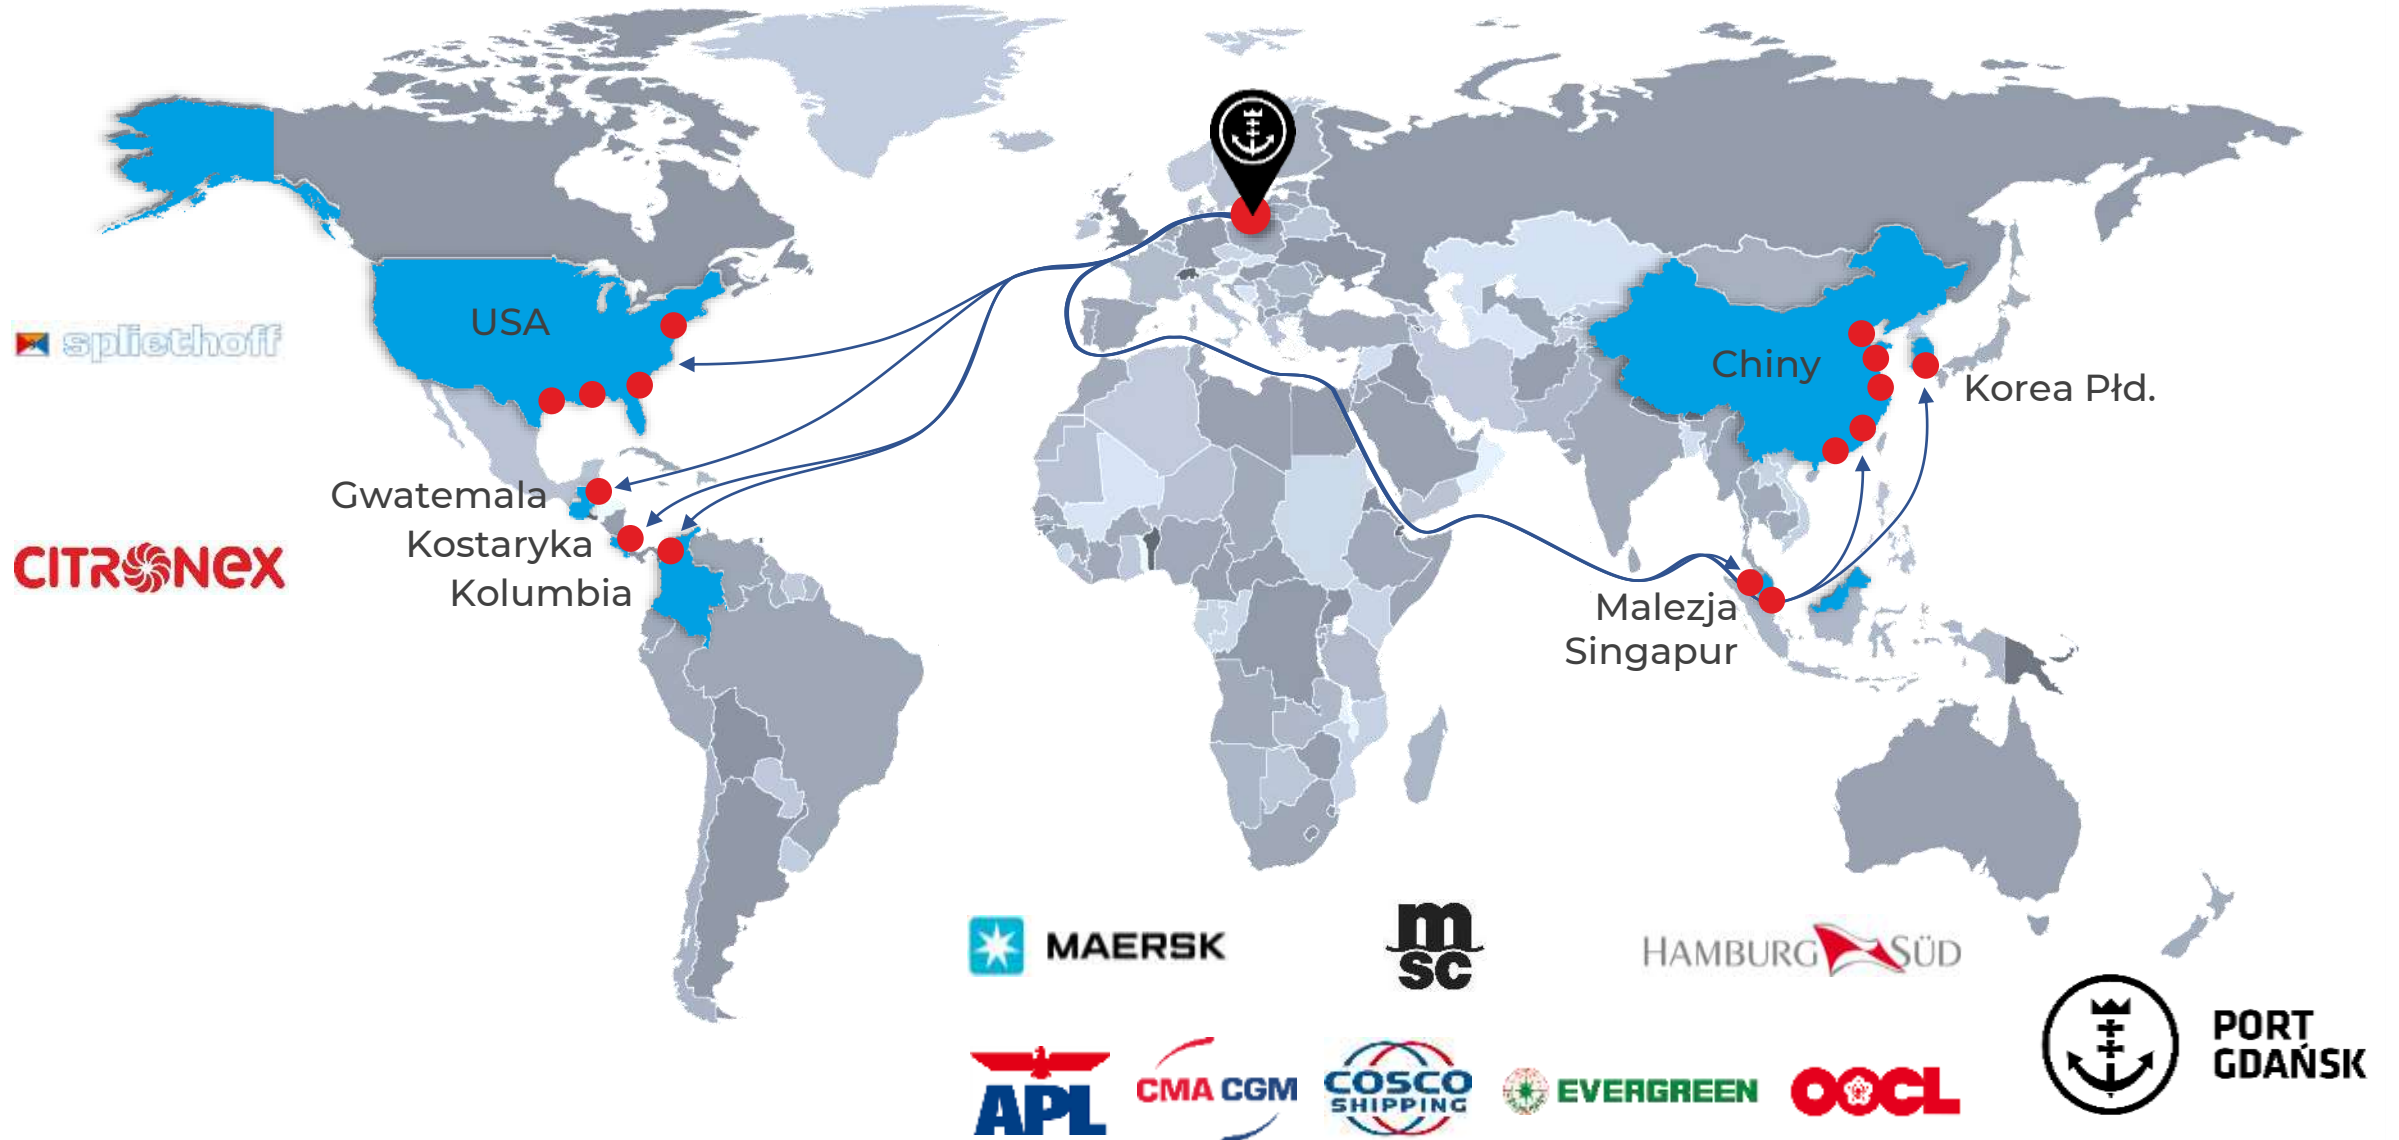 USA
Chiny
spliethoff
Korea Płd.
Gwatemala
Kostaryka
CITRONEX
Kolumbia
Malezja
Singapur
MAERSK
msc
HAMBURG SÜD
PORT
GDAŃSK
APL
CMA CGM
COSCO
SHIPPING
EVERGREEN
OOCL